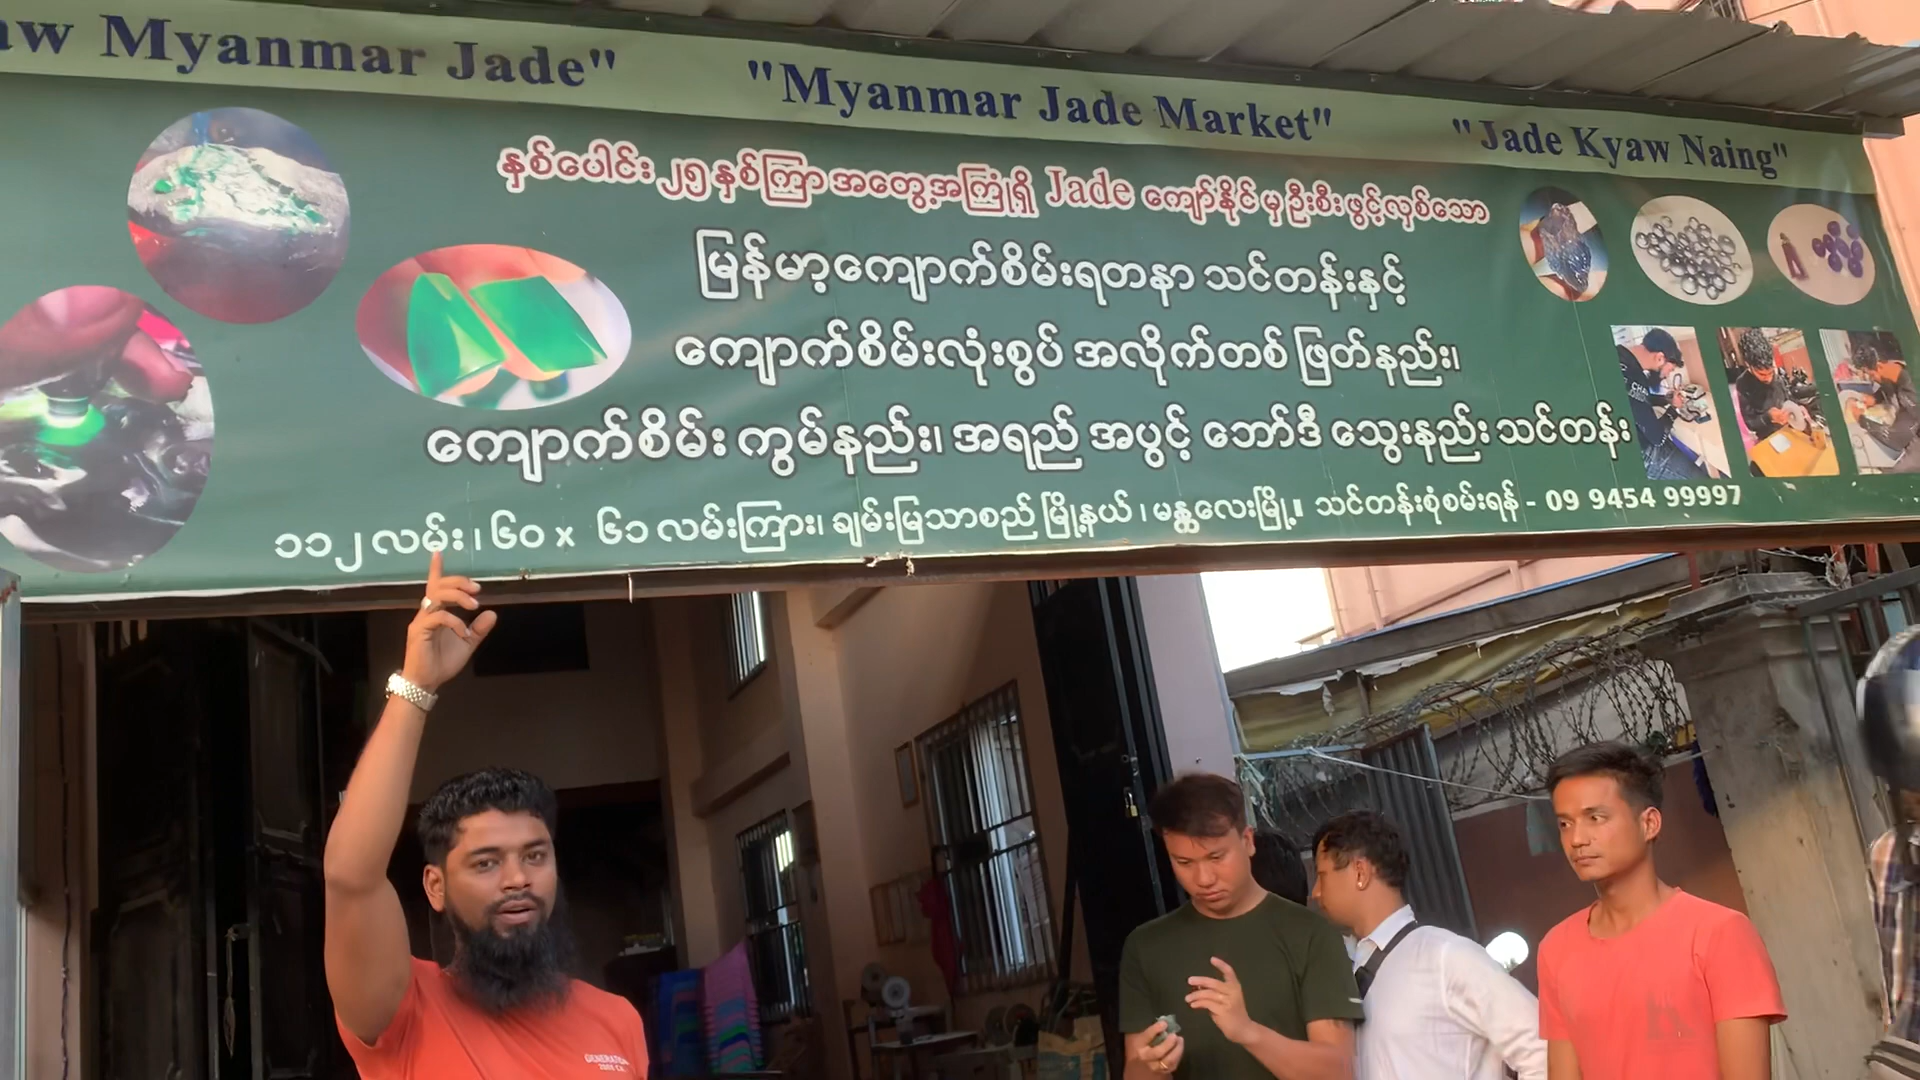 aw Myanmar Jade" "Myanmar Jade Market" "Jade Kyaw Naing"
နှစ်ပေါင်း ၂၅ နှစ်ကြာ အတွေ့အကြုံရှိ Jade ကျော်နိုင် မှ ဦးစီးဖွင့်လှစ်သော
မြန်မာ့ကျောက်စိမ်းရတနာ သင်တန်းနှင့်
ကျောက်စိမ်းလုံးစွပ် အလိုက်တစ် ဖြတ်နည်း၊
ကျောက်စိမ်း ကွမ်နည်း၊ အရည် အပွင့် ဘော်ဒီ သွေးနည်း သင်တန်း
၁၁၂ လမ်း ၊ ၆၀ x ၆၁ လမ်းကြား၊ ချမ်းမြသာစည် မြို့နယ် ၊ မန္တလေးမြို့။ သင်တန်းစုံစမ်းရန် - 09 9454 99997
GENERATION